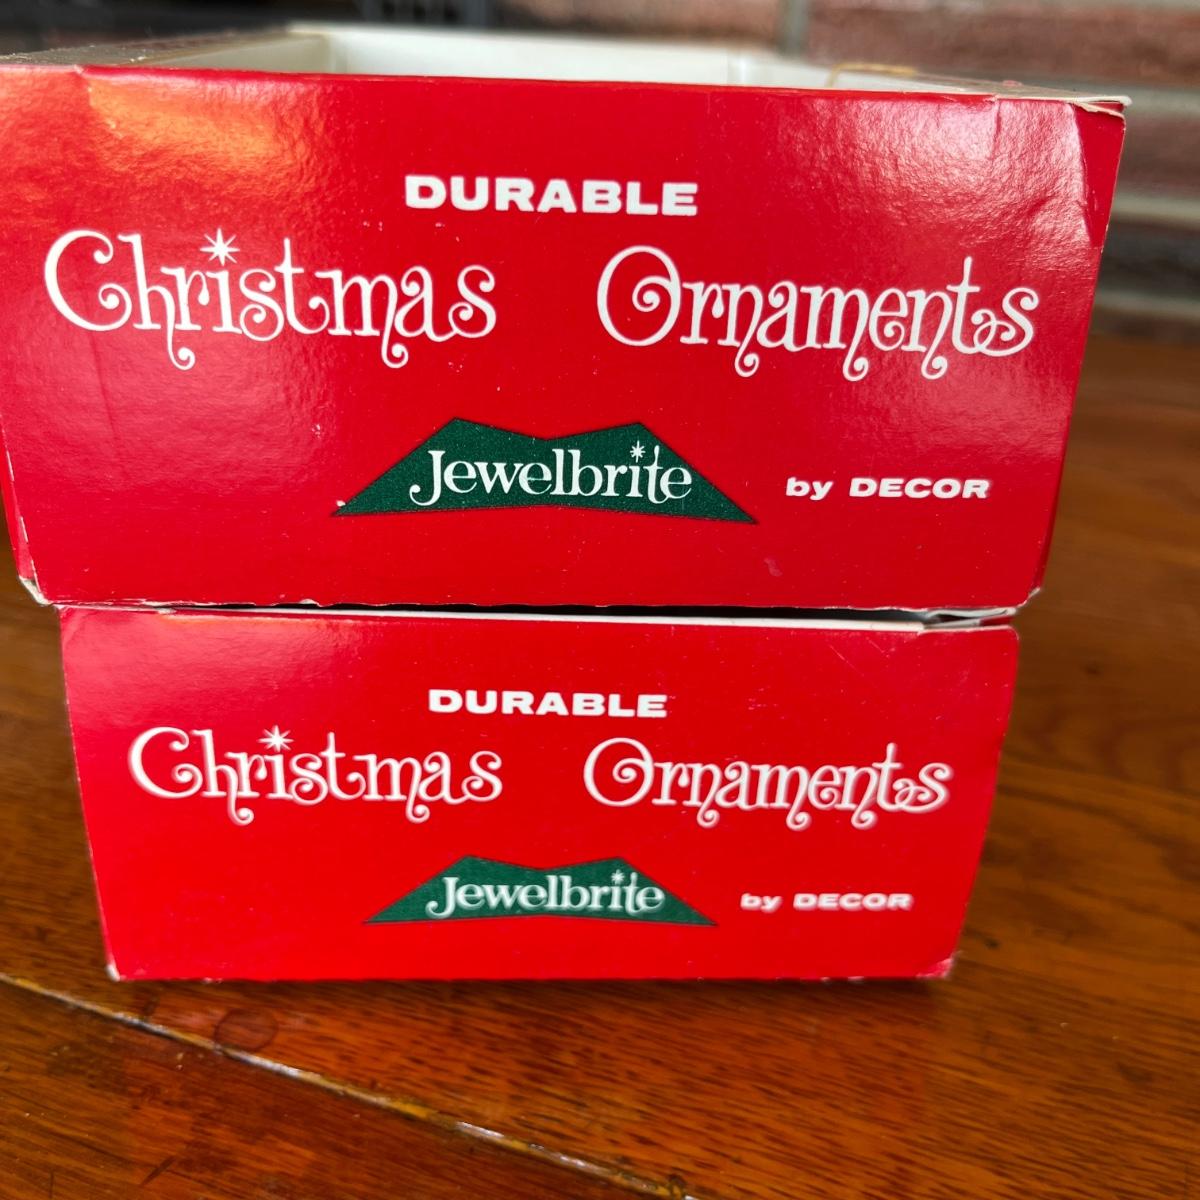 DURABLE
Christmas Ornaments
Jewelbrite by DECOR
DURABLE
Christmas Ornaments
Jewelbrite by DECOR